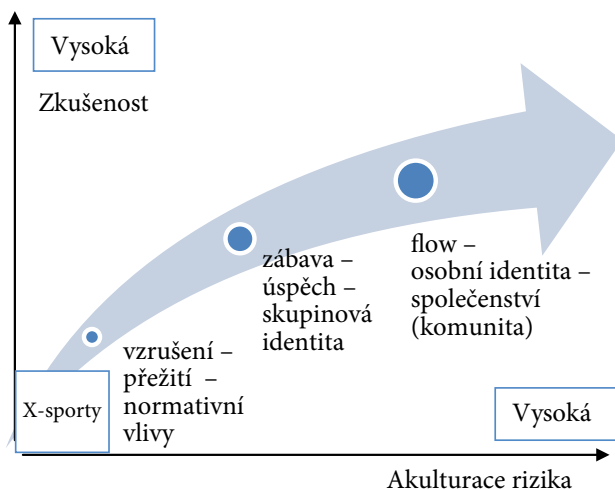 Vysoká
Zkušenost
zábava –
úspěch –
skupinová
identita
flow –
osobní identita –
společenství
(komunita)
vzrušení –
přežití –
normativní
vlivy
X-sporty
Vysoká
Akulturace rizika